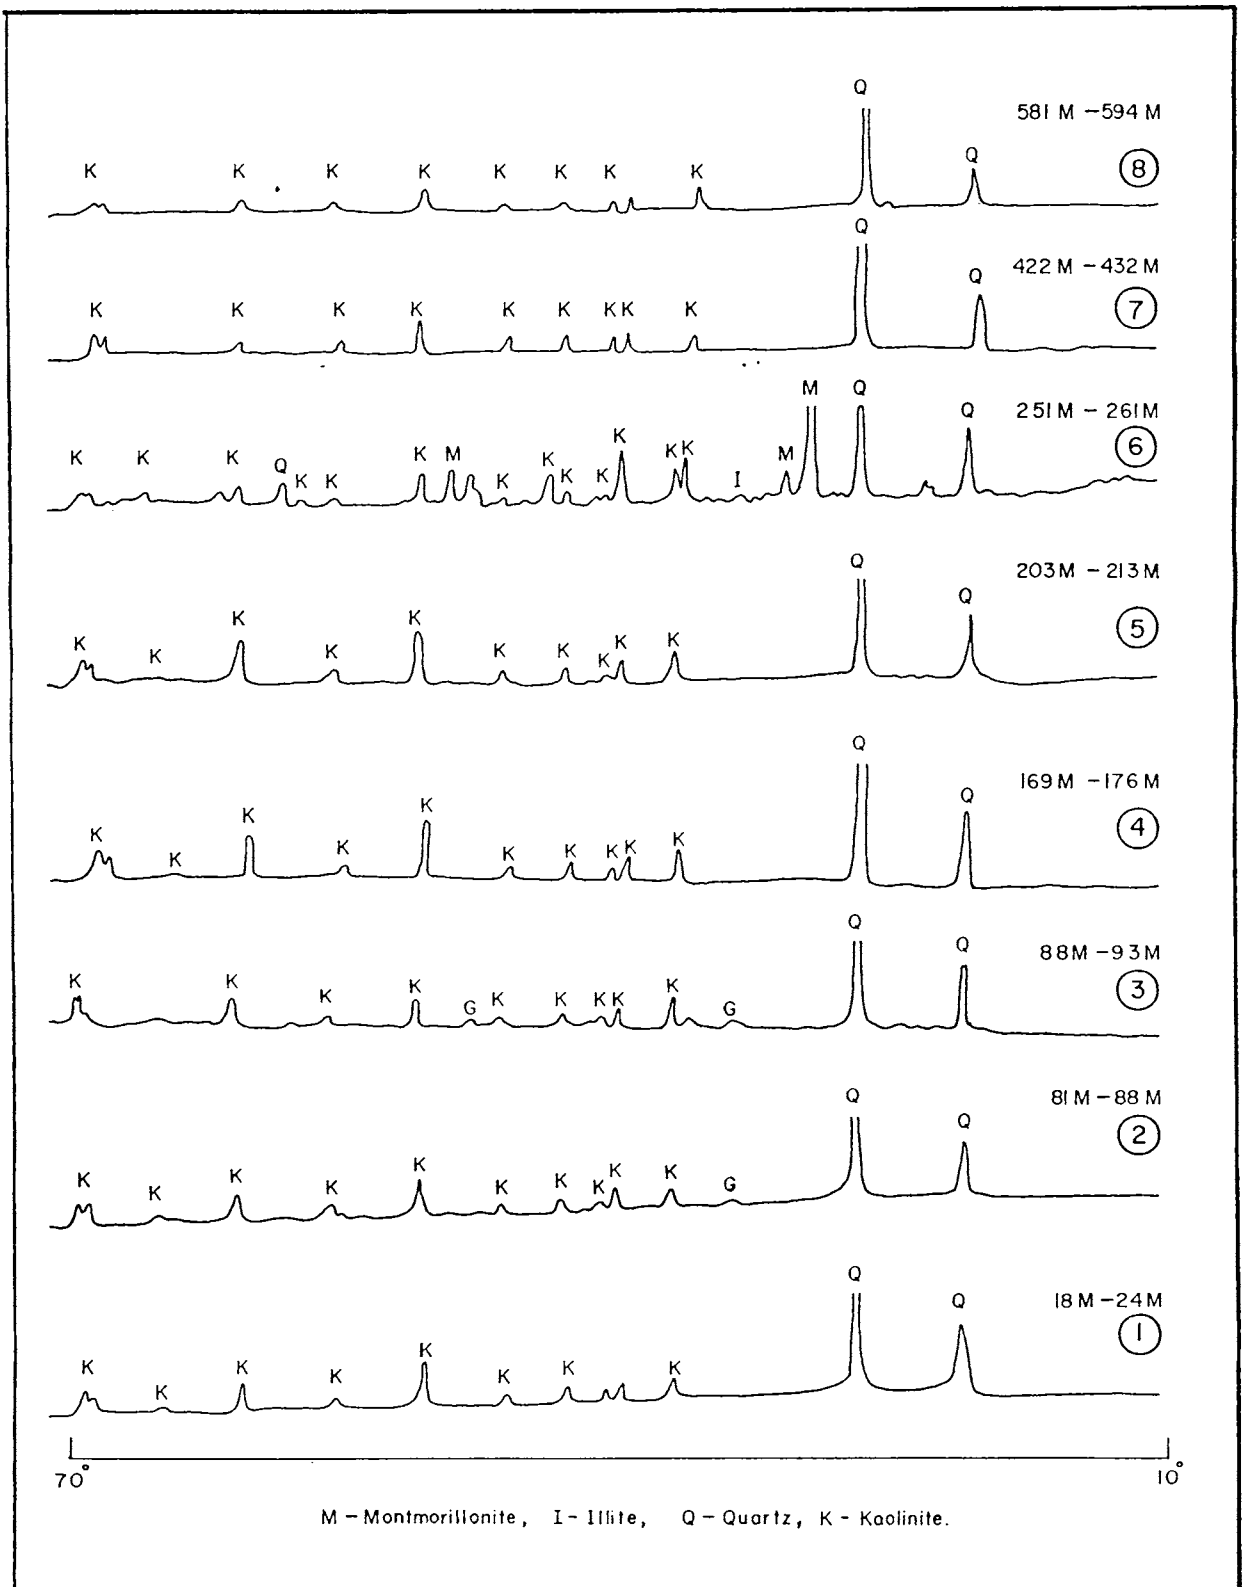 Q 581 M - 594 M
K K K K K K K K Q 8
Q 422 M - 432 M
K K K K K K K K K Q 7
M Q 251 M - 261 M
K K K Q K K K M K K K K K K K I M Q 6
Q 203 M - 213 M
K K K K K K K K K K Q 5
Q 169 M - 176 M
K K K K K K K K K K Q 4
Q 88 M - 93 M
K K K K G K K K K K G Q 3
Q 81 M - 88 M
K K K K K K K K K K G Q 2
Q 18 M - 24 M
K K K K K K K K Q 1
70° 10°
M - Montmorillonite, I - Illite, Q - Quartz, K - Kaolinite.